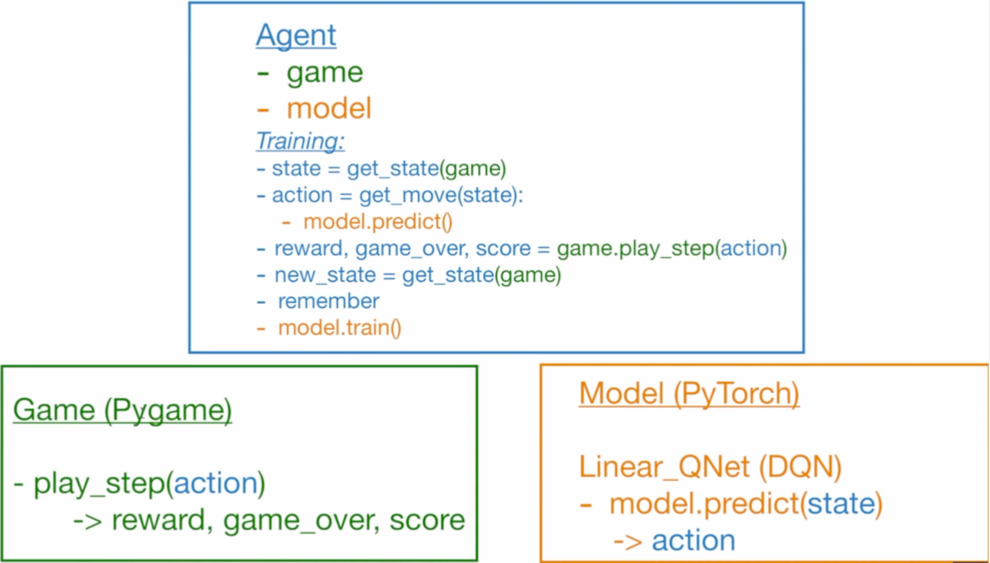 Agent
- game
- model
Training:
- state = get_state(game)
- action = get_move(state):
- model.predict()
- reward, game_over, score = game.play_step(action)
- new_state = get_state(game)
- remember
- model.train()
Game (Pygame)
- play_step(action)
-> reward, game_over, score
Model (PyTorch)
Linear_QNet (DQN)
- model.predict(state)
-> action